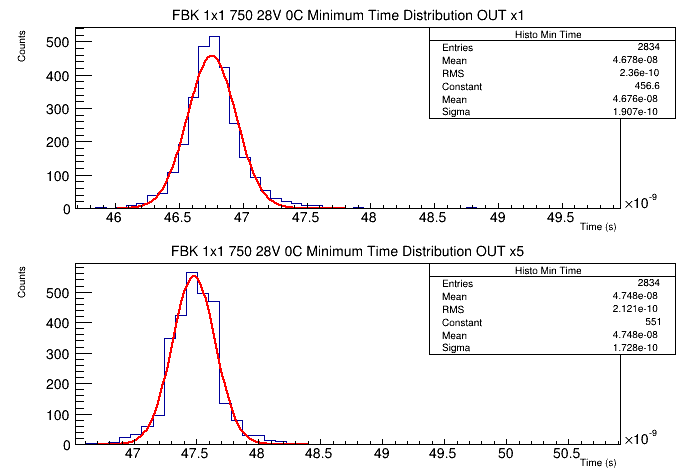 FBK 1x1 750 28V 0C Minimum Time Distribution OUT x1
Counts
Histo Min Time
Entries 2834
Mean 4.678e-08
RMS 2.36e-10
Constant 456.6
Mean 4.676e-08
Sigma 1.907e-10
500
400
300
200
100
0
46 46.5 47 47.5 48 48.5 49 49.5
×10^-9
Time (s)
FBK 1x1 750 28V 0C Minimum Time Distribution OUT x5
Counts
Histo Min Time
Entries 2834
Mean 4.748e-08
RMS 2.121e-10
Constant 551
Mean 4.748e-08
Sigma 1.728e-10
500
400
300
200
100
0
47 47.5 48 48.5 49 49.5 50 50.5
×10^-9
Time (s)